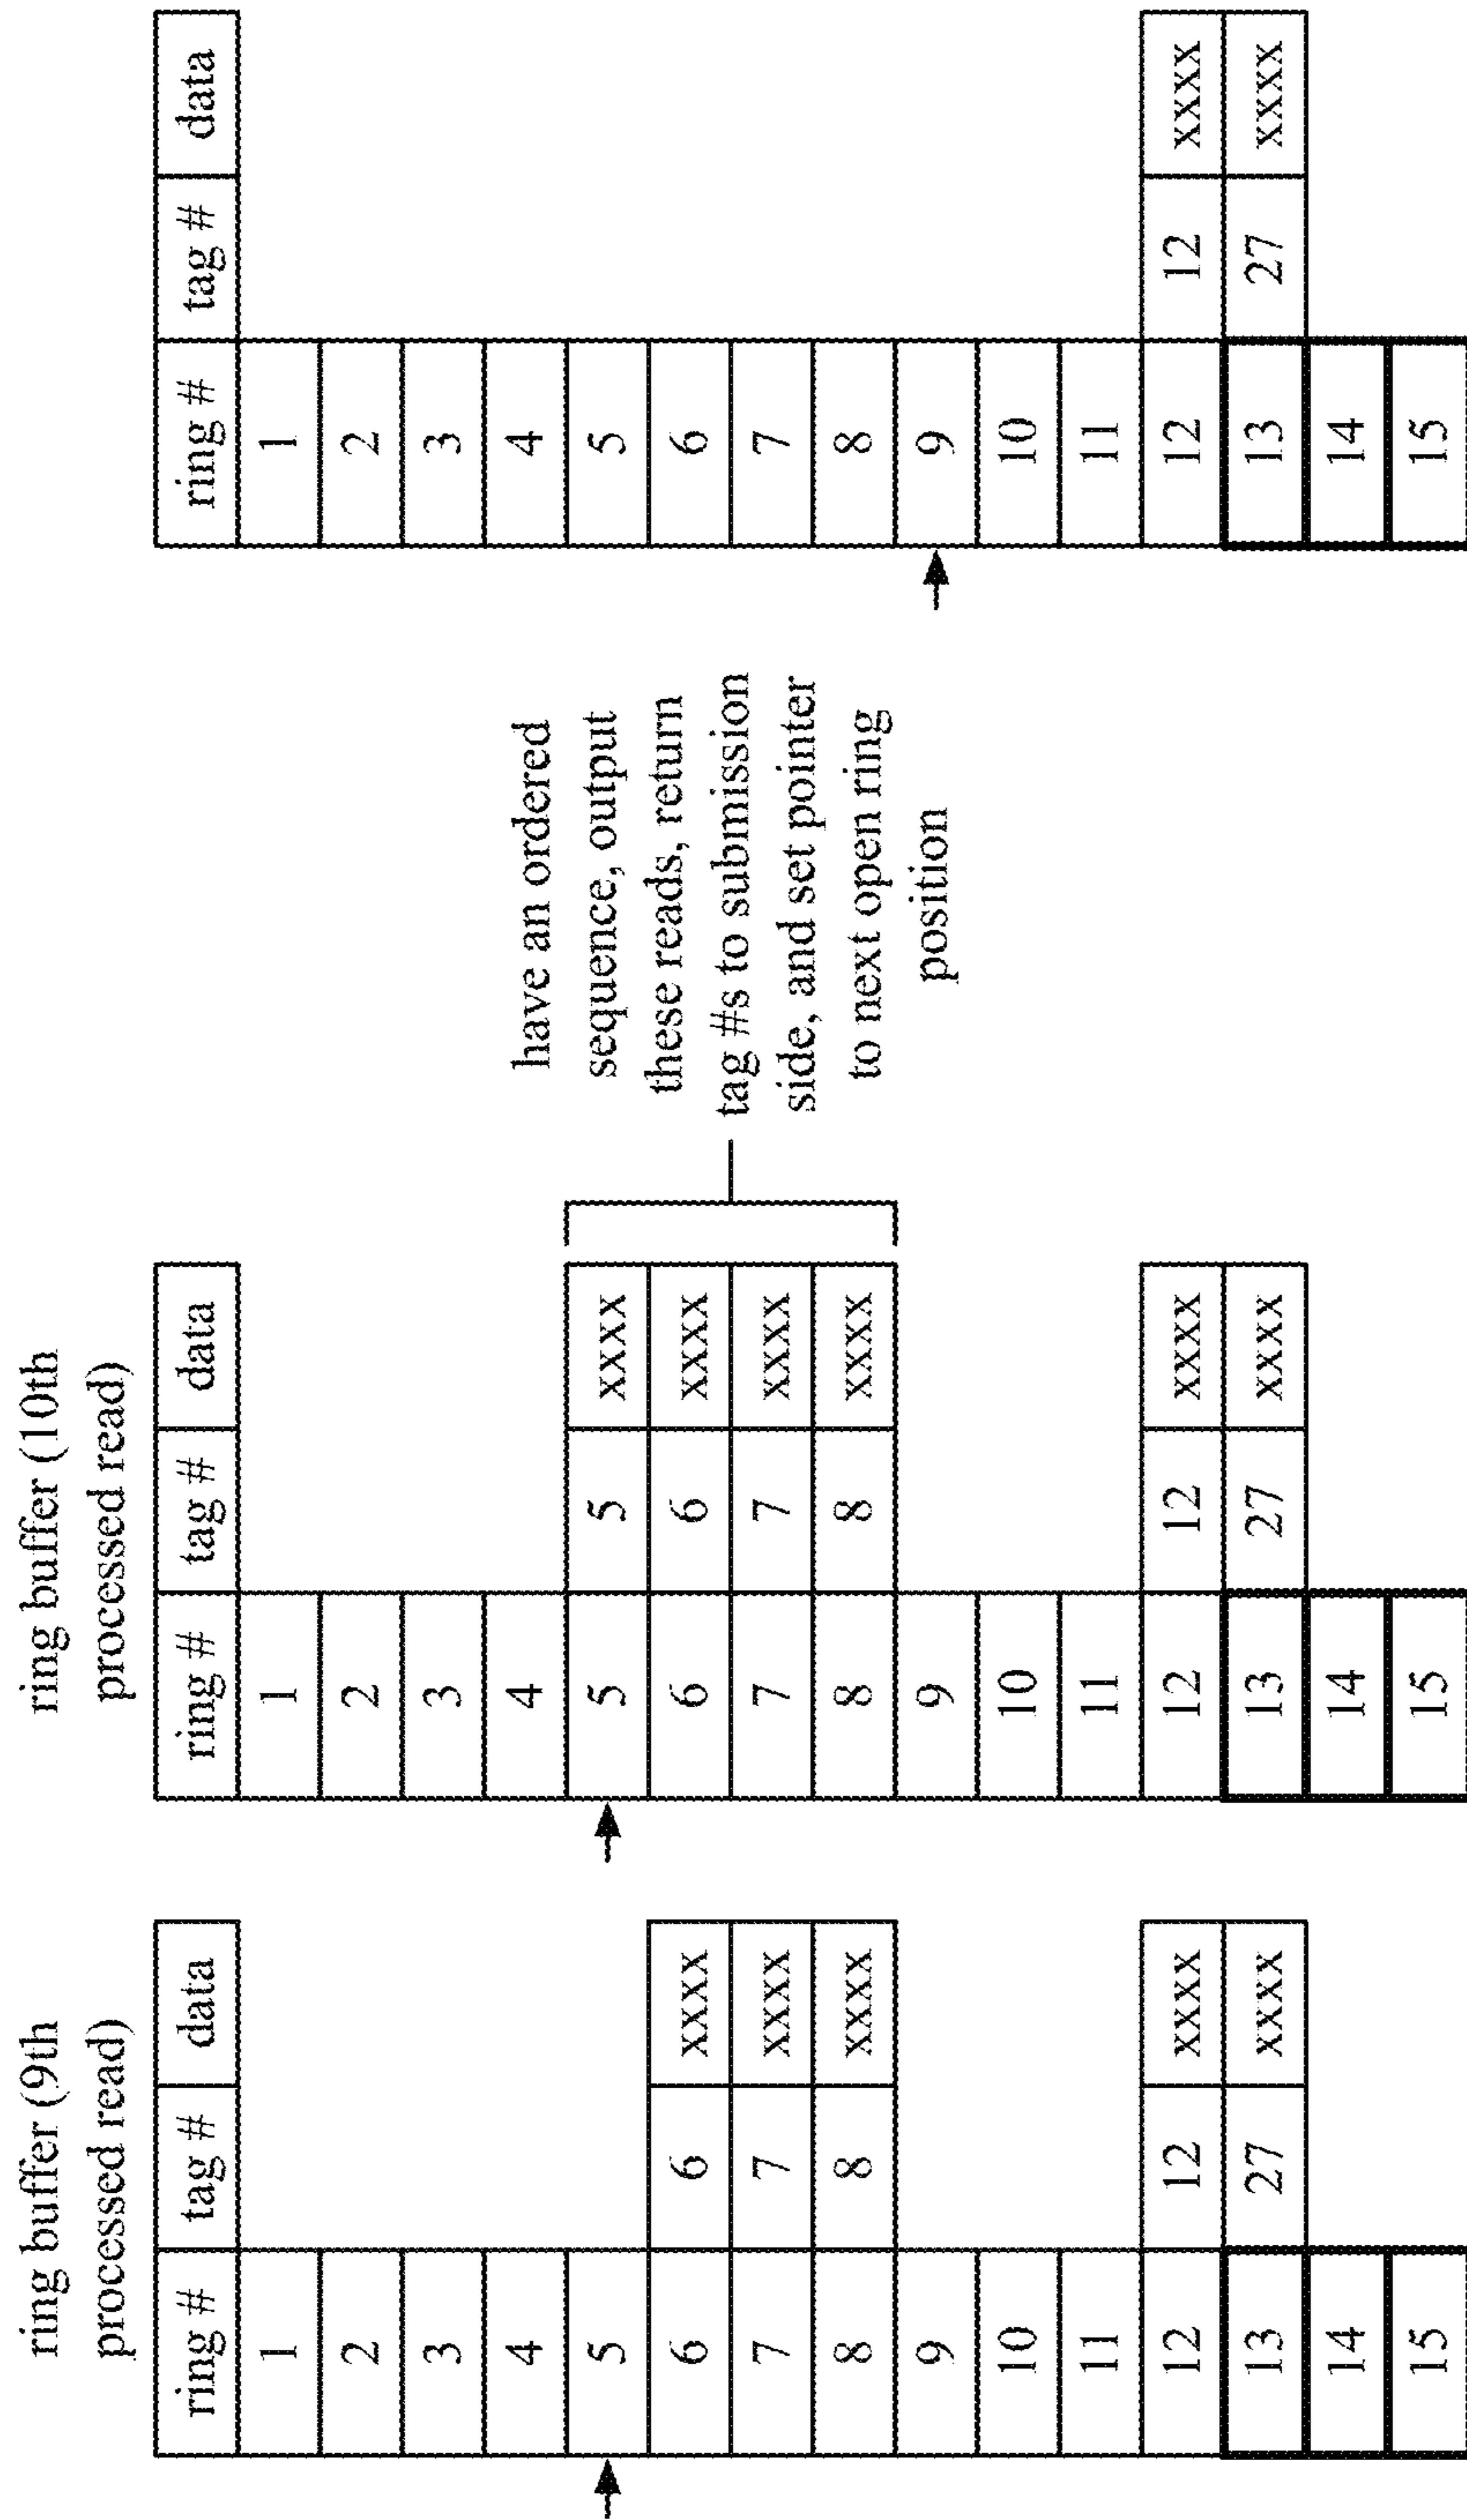 ring buffer (9th
processed read)
ring # tag # data
1
2
3
4
5
6 6 xxxx
7 7 xxxx
8 8 xxxx
9
10
11
12 12 xxxx
13 27 xxxx
14
15
ring buffer (10th
processed read)
ring # tag # data
1
2
3
4
5 5 xxxx
6 6 xxxx
7 7 xxxx
8 8 xxxx
9
10
11
12 12 xxxx
13 27 xxxx
14
15
have an ordered
sequence, output
these reads, return
tag #s to submission
side, and set pointer
to next open ring
position
ring # tag # data
1
2
3
4
5
6
7
8
9
10
11
12 12 xxxx
13 27 xxxx
14
15